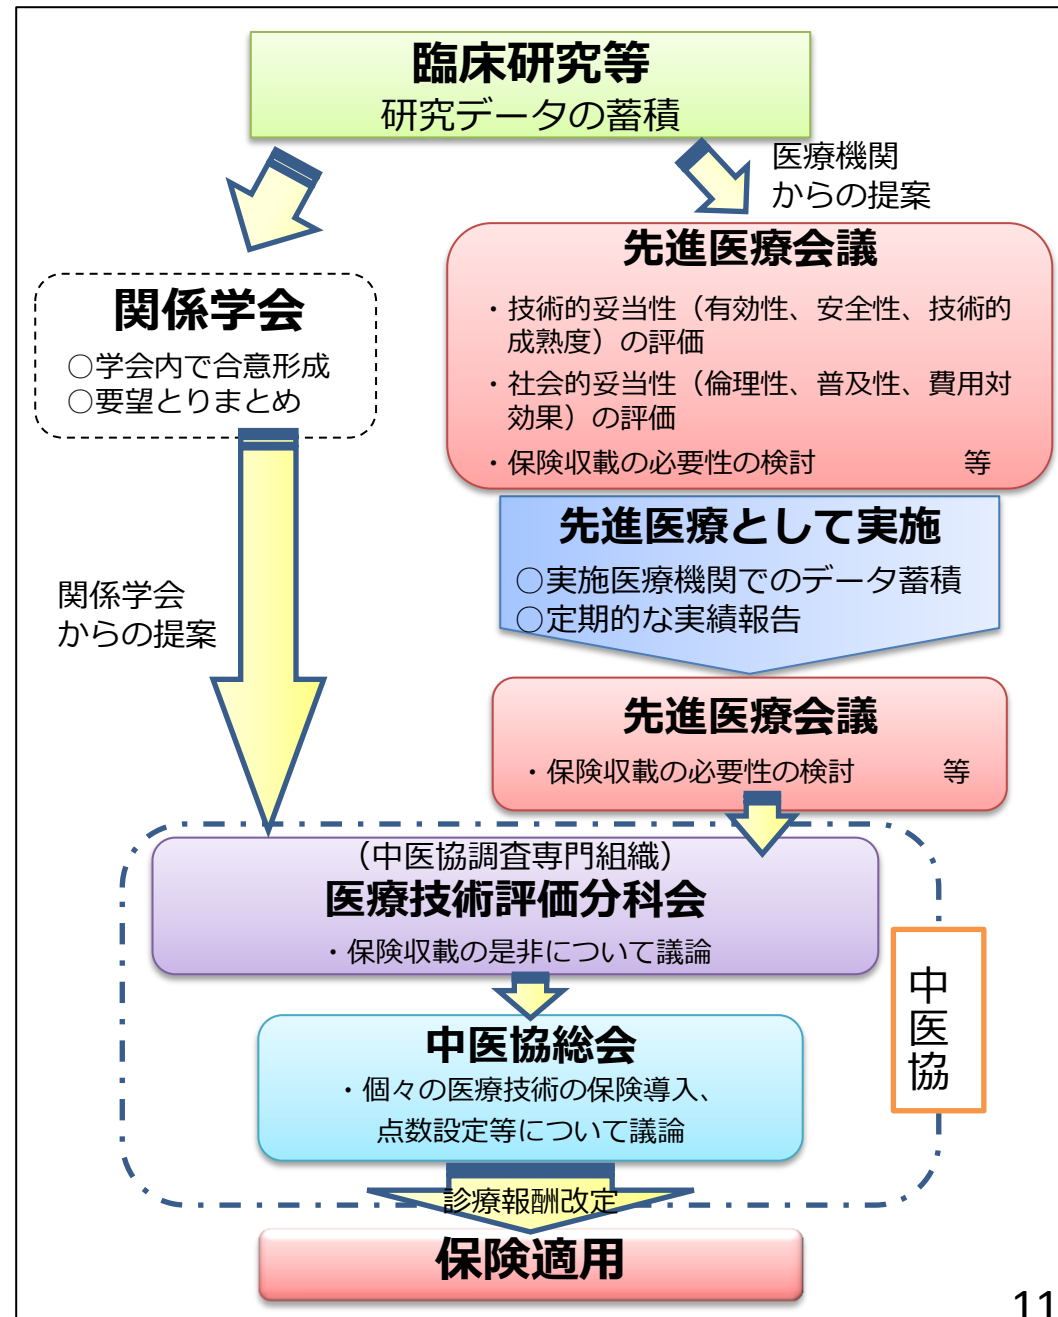 臨床研究等
研究データの蓄積
医療機関
からの提案
先進医療会議
・技術的妥当性（有効性、安全性、技術的
成熟度）の評価
・社会的妥当性（倫理性、普及性、費用対
効果）の評価
・保険収載の必要性の検討 等
関係学会
○学会内で合意形成
○要望とりまとめ
先進医療として実施
○実施医療機関でのデータ蓄積
○定期的な実績報告
関係学会
からの提案
先進医療会議
・保険収載の必要性の検討 等
（中医協調査専門組織）
医療技術評価分科会
・保険収載の是非について議論
中医協
中医協総会
・個々の医療技術の保険導入、
点数設定等について議論
診療報酬改定
保険適用
11